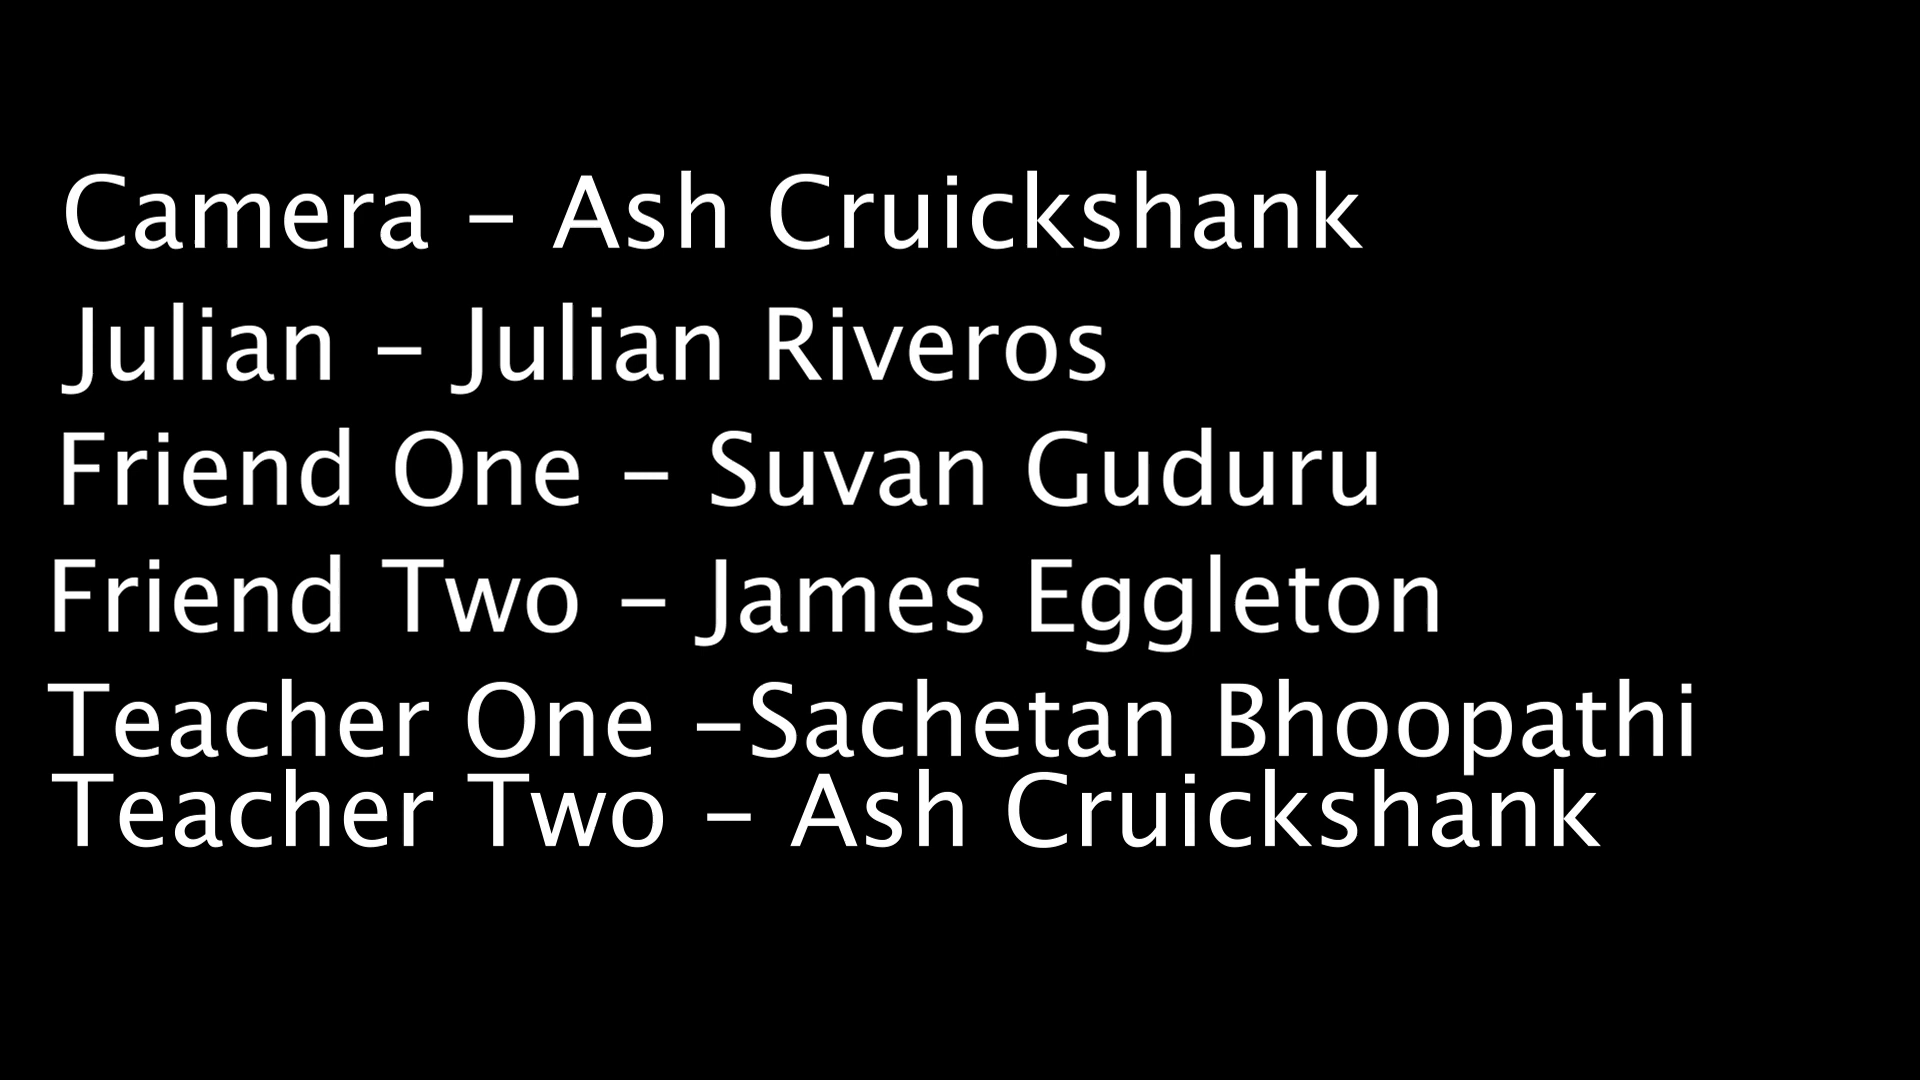 Camera - Ash Cruickshank
Julian - Julian Riveros
Friend One - Suvan Guduru
Friend Two - James Eggleton
Teacher One -Sachetan Bhoopathi
Teacher Two - Ash Cruickshank